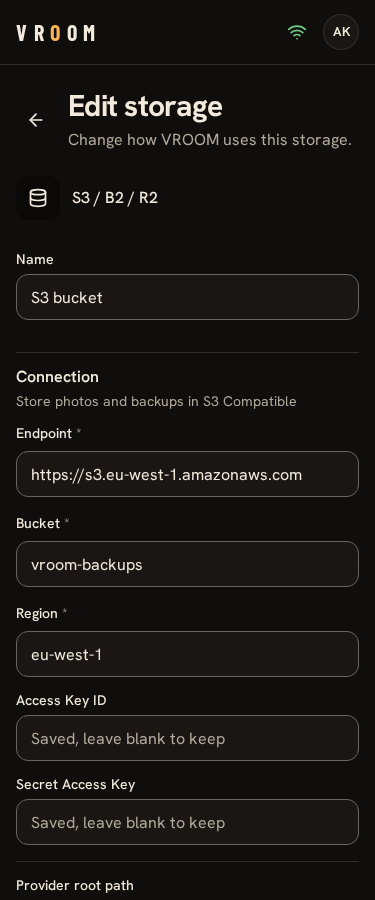 VROOM
AK
Edit storage
Change how VROOM uses this storage.
S3 / B2 / R2
Name
S3 bucket
Connection
Store photos and backups in S3 Compatible
Endpoint *
https://s3.eu-west-1.amazonaws.com
Bucket *
vroom-backups
Region *
eu-west-1
Access Key ID
Saved, leave blank to keep
Secret Access Key
Saved, leave blank to keep
Provider root path